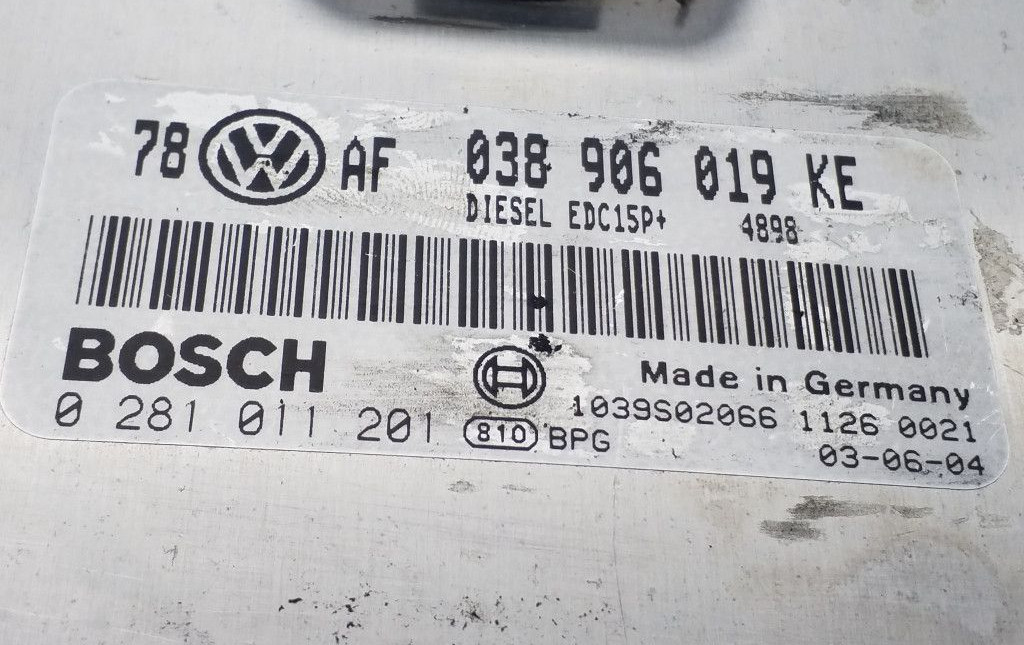 78 VW AF 038 906 019 KE
DIESEL EDC15P+ 4898
BOSCH
Made in Germany
0 281 011 201 810 BPG 1039S02066 1126 0021
03-06-04